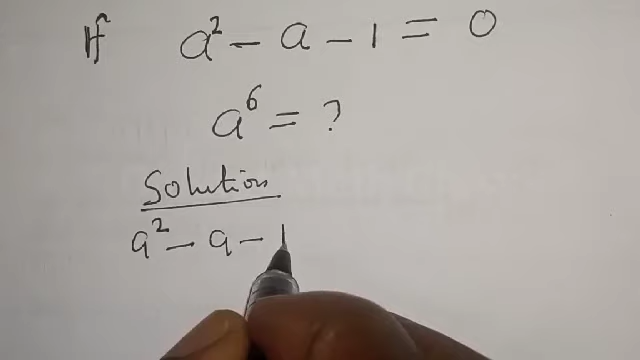 If a² - a - 1 = 0
a⁶ = ?
Solution
a² - a - 1